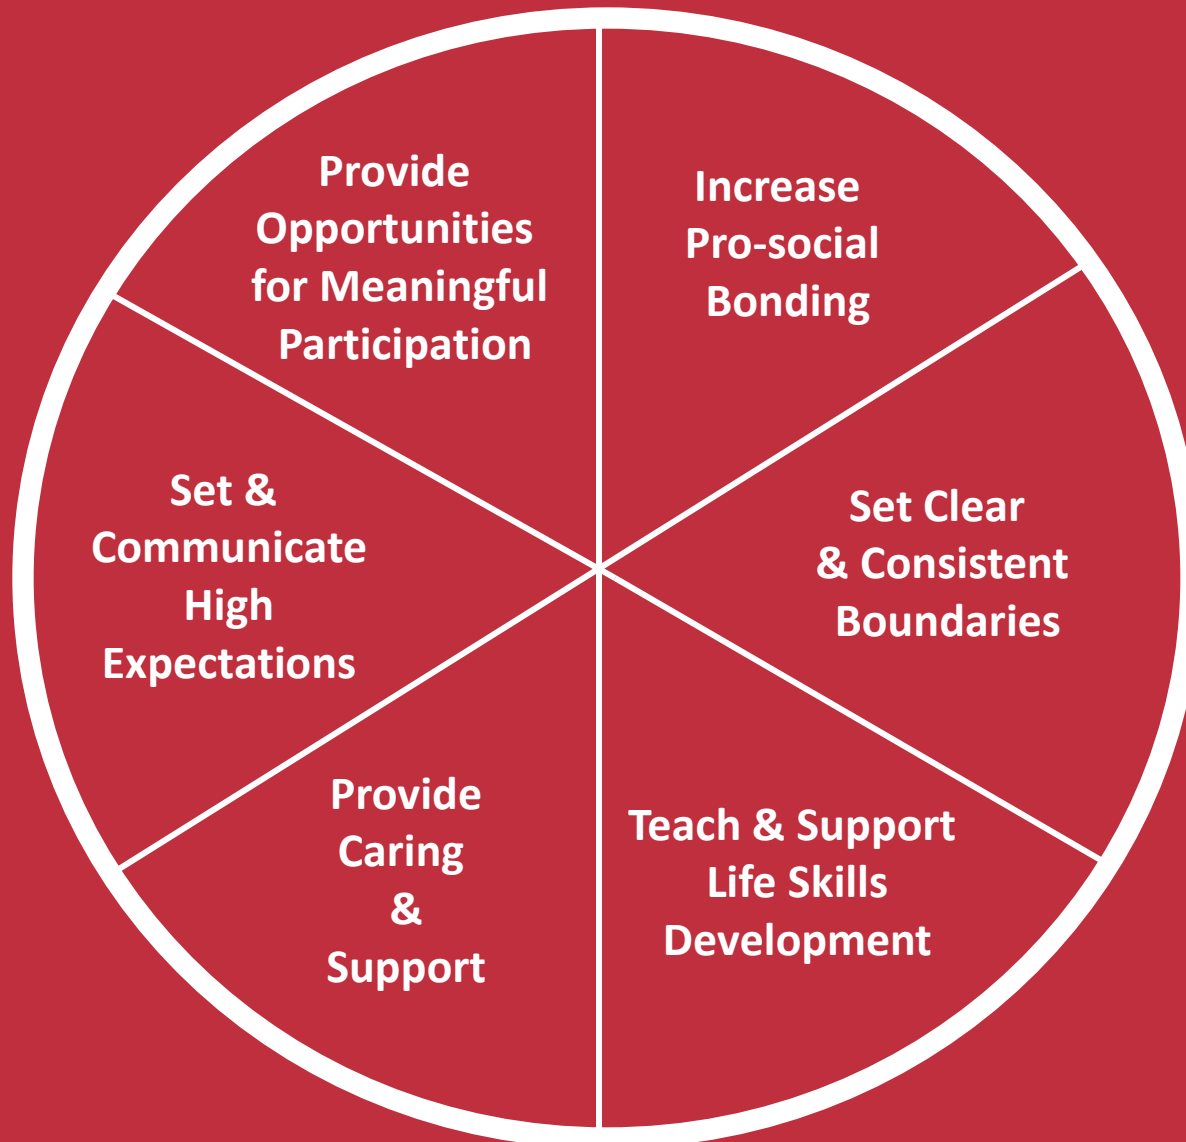 Provide
Opportunities
for Meaningful
Participation
Increase
Pro-social
Bonding
Set &
Communicate
High
Expectations
Set Clear
& Consistent
Boundaries
Provide
Caring
&
Support
Teach & Support
Life Skills
Development